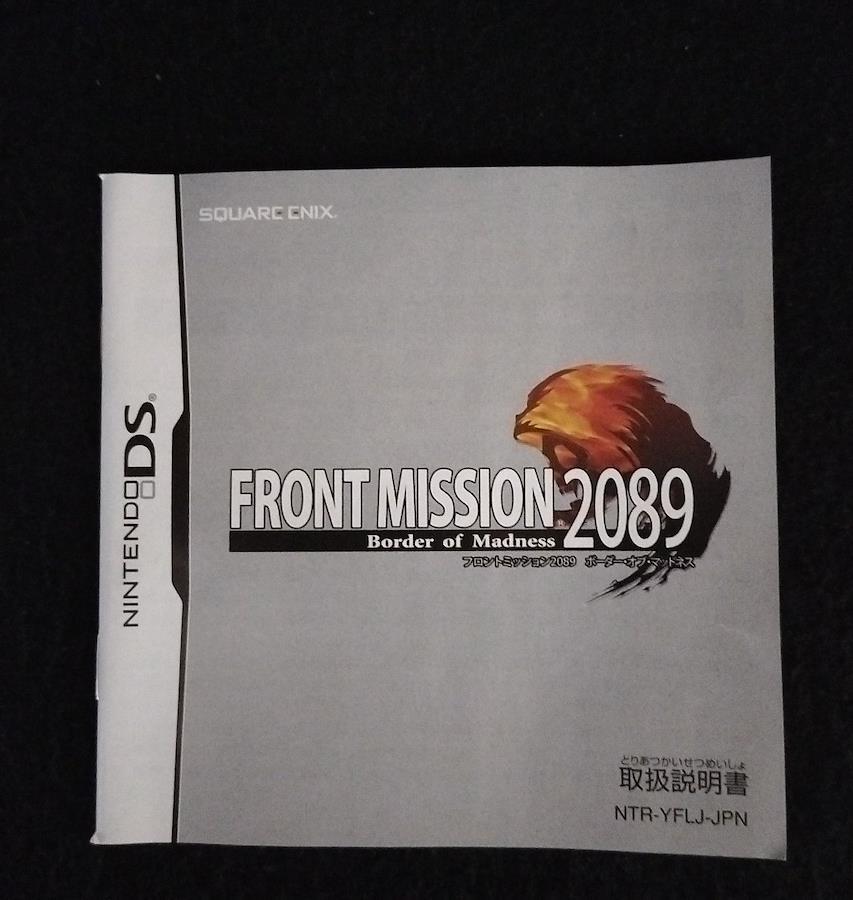 SQUARE ENIX®
NINTENDO DS®
FRONT MISSION 2089
Border of Madness
フロントミッション2089 ボーダー・オブ・マッドネス
とりあつかいせつめいしょ
取扱説明書
NTR-YFLJ-JPN